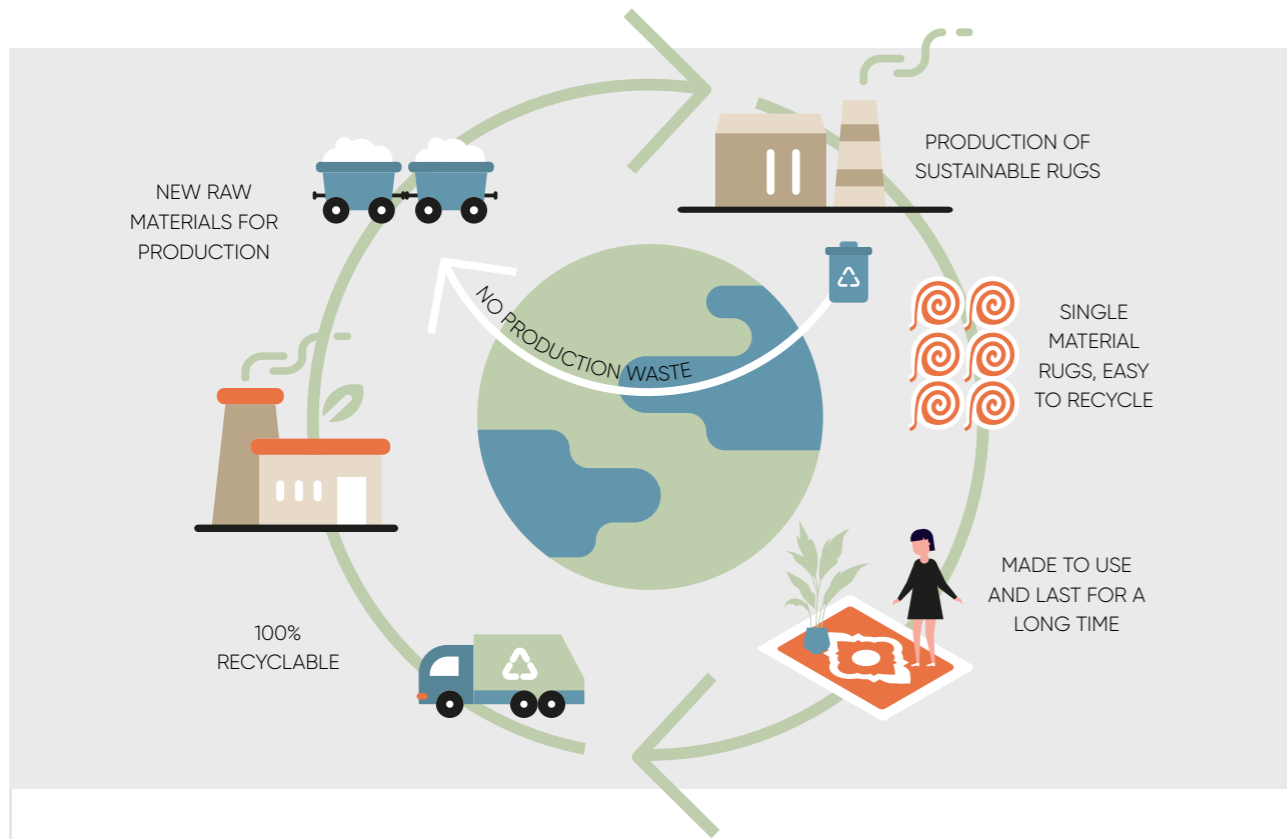 PRODUCTION OF
SUSTAINABLE RUGS
NEW RAW
MATERIALS FOR
PRODUCTION
NO PRODUCTION WASTE
SINGLE
MATERIAL
RUGS, EASY
TO RECYCLE
MADE TO USE
AND LAST FOR A
LONG TIME
100%
RECYCLABLE